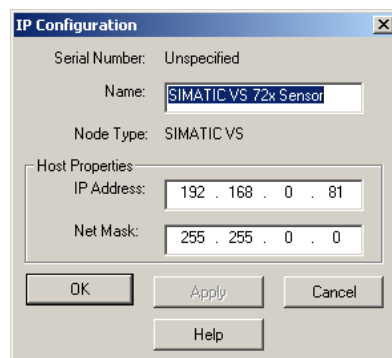 IP Configuration
Serial Number: Unspecified
Name: SIMATIC VS 72x Sensor
Node Type: SIMATIC VS
Host Properties
IP Address: 192 . 168 . 0 . 81
Net Mask: 255 . 255 . 0 . 0
OK Apply Cancel
Help